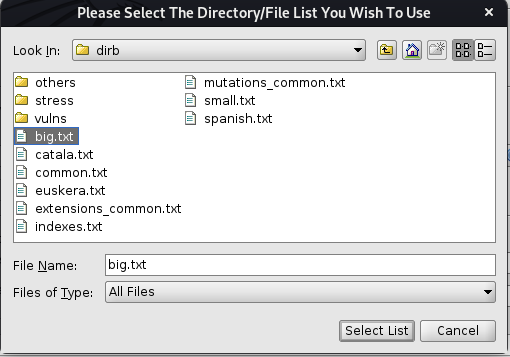 Please Select The Directory/File List You Wish To Use
Look In: dirb
others
stress
vulns
big.txt
catala.txt
common.txt
euskera.txt
extensions_common.txt
indexes.txt
mutations_common.txt
small.txt
spanish.txt
File Name: big.txt
Files of Type: All Files
Select List Cancel